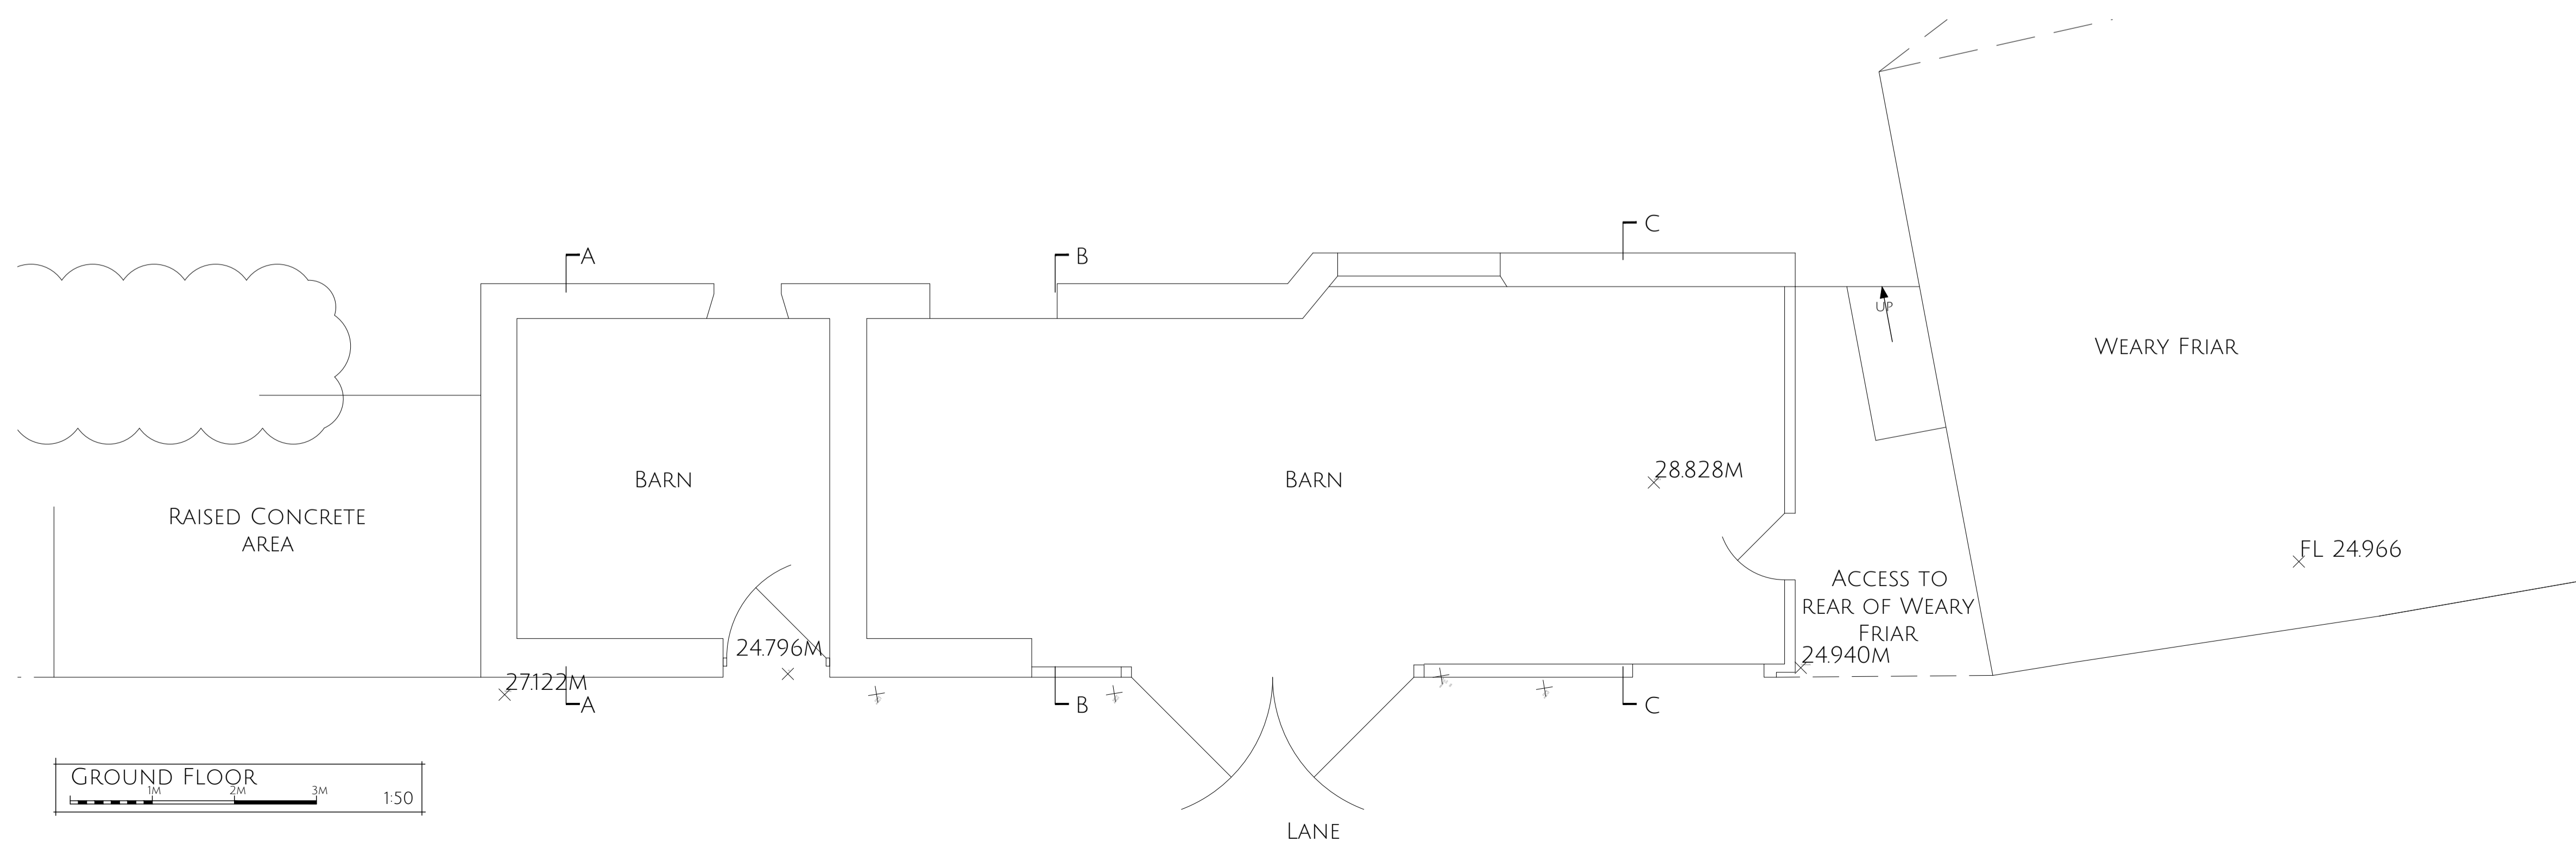 C
A
B
UP
Weary Friar
Barn
Barn
28.828m
Raised Concrete
area
FL 24.966
Access to
rear of Weary
Friar
24.796m
24.940m
27.122m
A
B
C
Ground Floor
1m 2m 3m
1:50
Lane